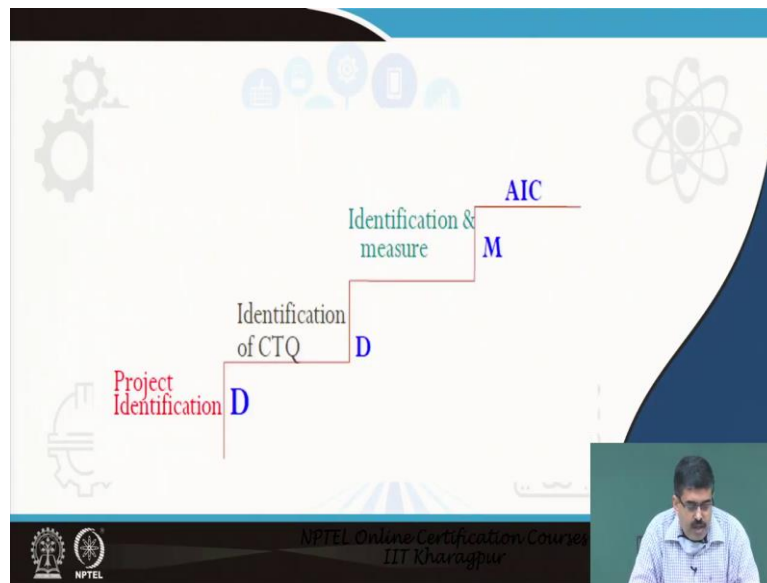 AIC
Identification &
measure
M
Identification
of CTQ
D
Project
Identification
D
NPTEL Online Certification Courses
IIT Kharagpur
NPTEL